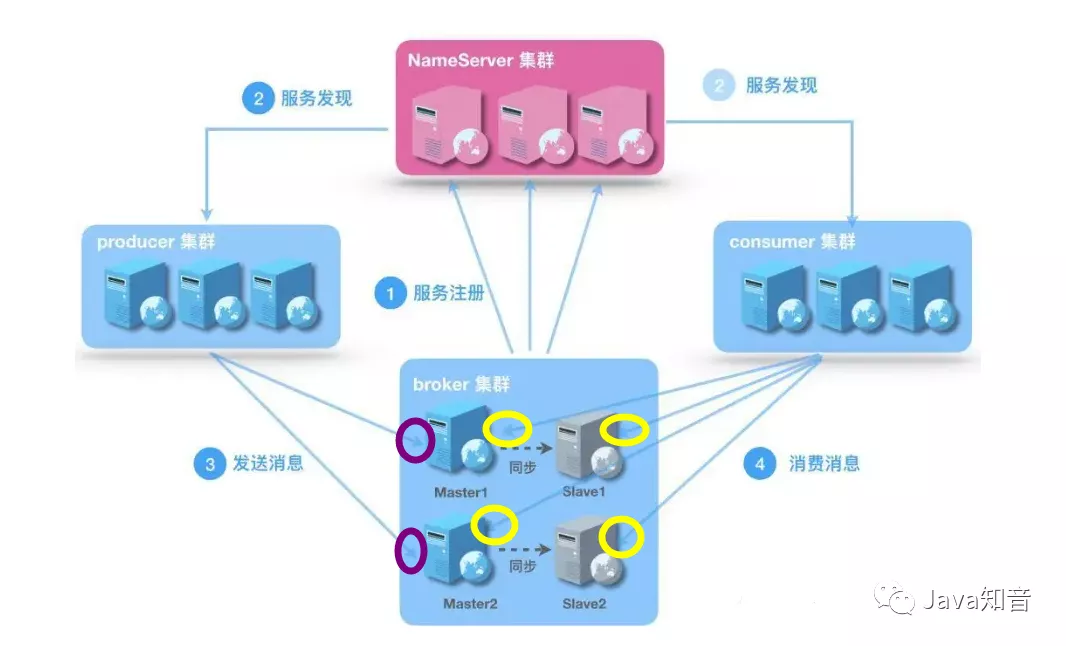 NameServer 集群
2 服务发现
2 服务发现
producer 集群
consumer 集群
1 服务注册
broker 集群
同步
Master1
Slave1
3 发送消息
4 消费消息
同步
Master2
Slave2
Java知音